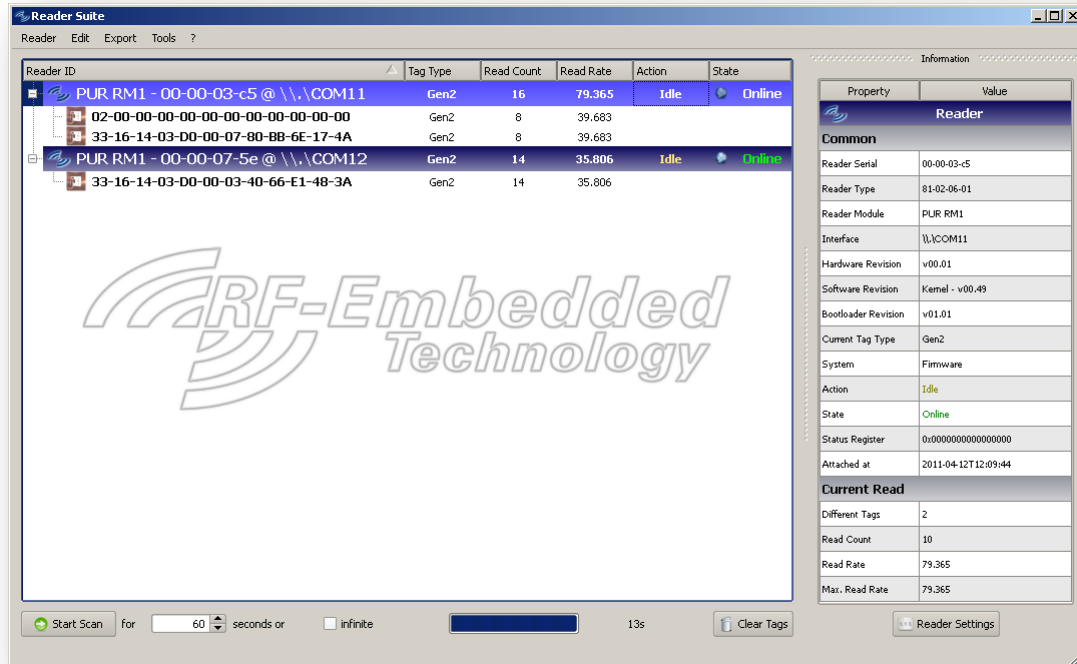 Reader Suite
Reader Edit Export Tools ?
Reader ID Tag Type Read Count Read Rate Action State
PUR RM1 - 00-00-03-c5 @ \\.\COM11 Gen2 16 79.365 Idle Online
02-00-00-00-00-00-00-00-00-00-00-00 Gen2 8 39.683
33-16-14-03-D0-00-07-80-BB-6E-17-4A Gen2 8 39.683
PUR RM1 - 00-00-07-5e @ \\.\COM12 Gen2 14 35.806 Idle Online
33-16-14-03-D0-00-03-40-66-E1-48-3A Gen2 14 35.806
RF-Embedded
Technology
Start Scan for 60 seconds or infinite 13s Clear Tags
Information
Property Value
Reader
Common
Reader Serial 00-00-03-c5
Reader Type 81-02-06-01
Reader Module PUR RM1
Interface \\.\COM11
Hardware Revision v00.01
Software Revision Kernel - v00.49
Bootloader Revision v01.01
Current Tag Type Gen2
System Firmware
Action Idle
State Online
Status Register 0x0000000000000000
Attached at 2011-04-12T12:09:44
Current Read
Different Tags 2
Read Count 10
Read Rate 79.365
Max. Read Rate 79.365
Reader Settings